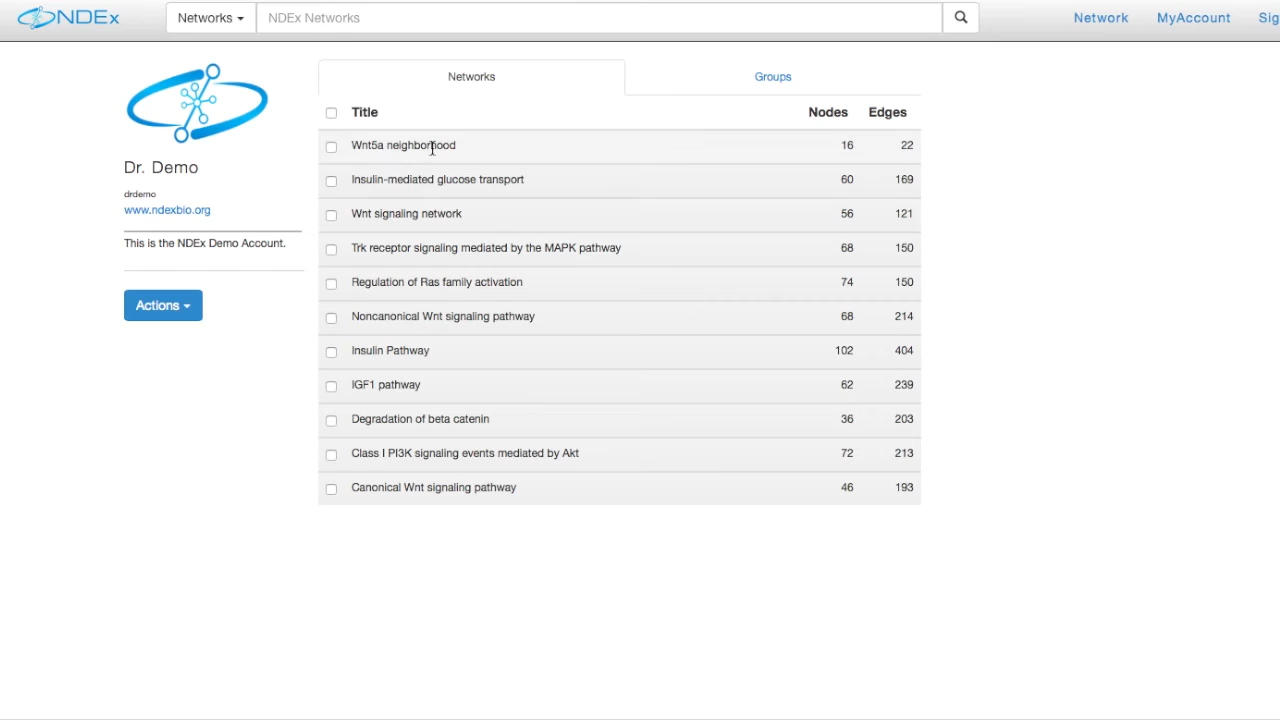 NDEx Networks NDEx Networks Network MyAccount Sig
Networks Groups
Title Nodes Edges
Wnt5a neighborhood 16 22
Insulin-mediated glucose transport 60 169
Wnt signaling network 56 121
Trk receptor signaling mediated by the MAPK pathway 68 150
Regulation of Ras family activation 74 150
Noncanonical Wnt signaling pathway 68 214
Insulin Pathway 102 404
IGF1 pathway 62 239
Degradation of beta catenin 36 203
Class I PI3K signaling events mediated by Akt 72 213
Canonical Wnt signaling pathway 46 193
Dr. Demo
drdemo
www.ndexbio.org
This is the NDEx Demo Account.
Actions